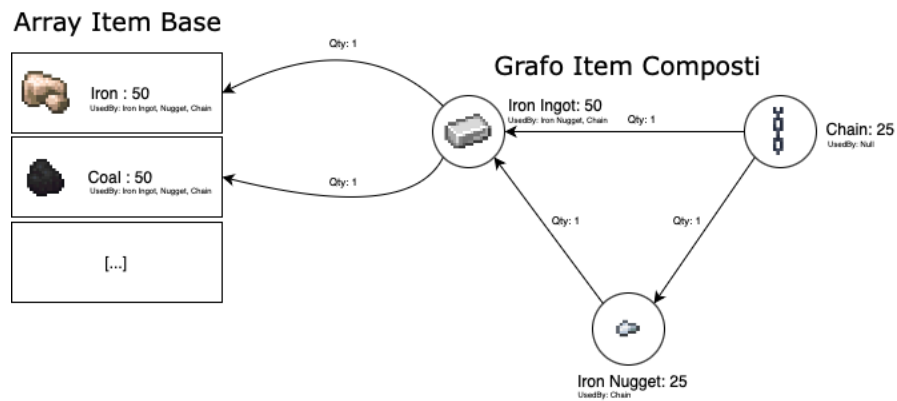 Array Item Base
Iron : 50
UsedBy: Iron Ingot, Nugget, Chain
Coal : 50
UsedBy: Iron Ingot, Nugget, Chain
[...]
Qty: 1
Qty: 1
Grafo Item Composti
Iron Ingot: 50
UsedBy: Iron Nugget, Chain
Qty: 1
Chain: 25
UsedBy: Null
Qty: 1
Qty: 1
Iron Nugget: 25
UsedBy: Chain